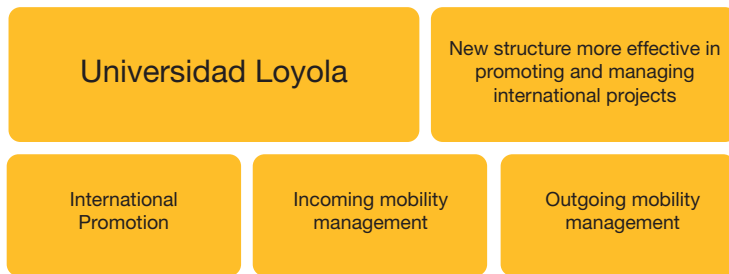 Universidad Loyola
New structure more effective in
promoting and managing
international projects
International
Promotion
Incoming mobility
management
Outgoing mobility
management